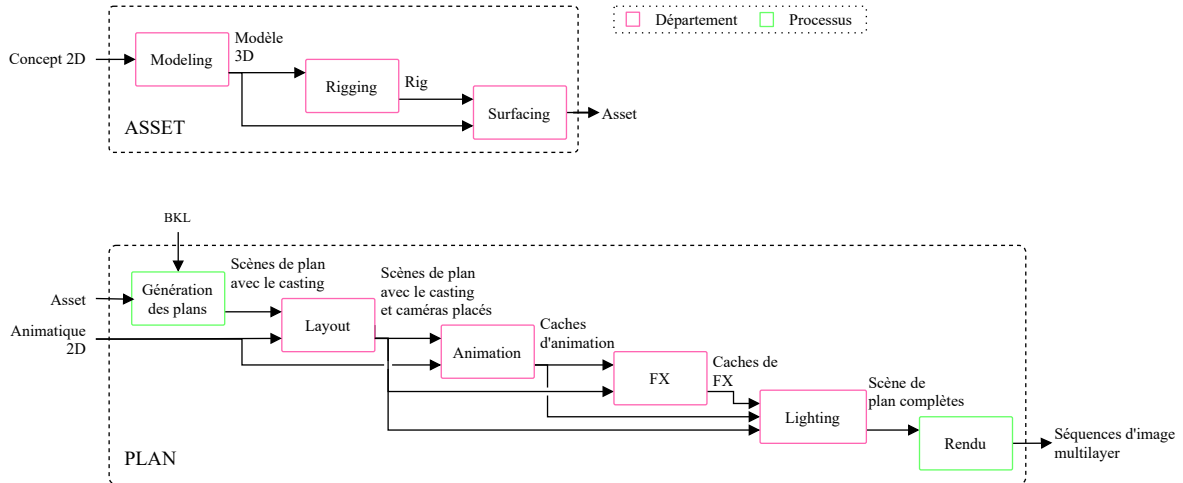 Département
Processus
Concept 2D
Modeling
Modèle
3D
Rigging
Rig
Surfacing
Asset
ASSET
BKL
Asset
Génération
des plans
Scènes de plan
avec le casting
Animatique
2D
Layout
Scènes de plan
avec le casting
et caméras placés
Animation
Caches
d'animation
FX
Caches de
FX
Lighting
Scène de
plan complètes
Rendu
Séquences d'image
multilayer
PLAN